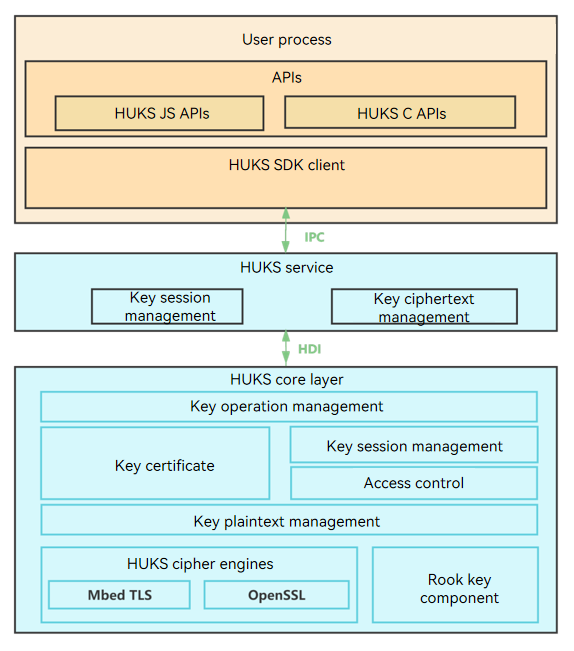 User process
APIs
HUKS JS APIs
HUKS C APIs
HUKS SDK client
IPC
HUKS service
Key session
management
Key ciphertext
management
HDI
HUKS core layer
Key operation management
Key certificate
Key session management
Access control
Key plaintext management
HUKS cipher engines
Mbed TLS
OpenSSL
Rook key
component